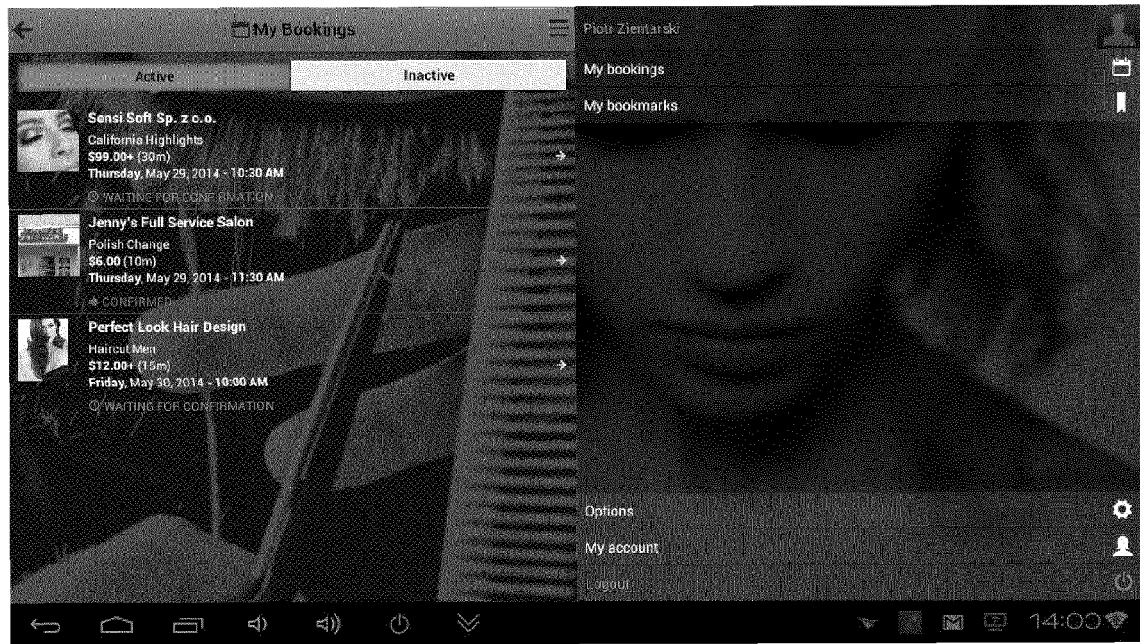 My Bookings
Active
Inactive
Sensi Soft Sp. z o.o.
California Highlights
$99.00+ (30m)
Thursday, May 29, 2014 - 10:30 AM
WAITING FOR CONFIRMATION
Jenny's Full Service Salon
Polish Change
$6.00 (10m)
Thursday, May 29, 2014 - 11:30 AM
CONFIRMED
Perfect Look Hair Design
Haircut Men
$12.00+ (15m)
Friday, May 30, 2014 - 10:00 AM
WAITING FOR CONFIRMATION
Piotr Zientarski
My bookings
My bookmarks
Options
My account
Logout
14:00